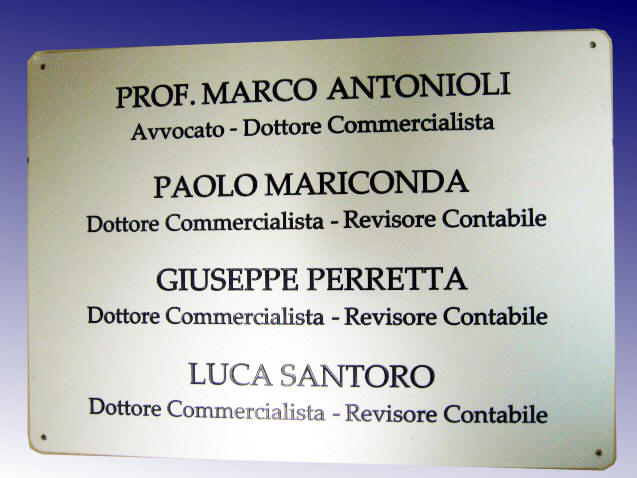 PROF. MARCO ANTONIOLI
Avvocato - Dottore Commercialista
PAOLO MARICONDA
Dottore Commercialista - Revisore Contabile
GIUSEPPE PERRETTA
Dottore Commercialista - Revisore Contabile
LUCA SANTORO
Dottore Commercialista - Revisore Contabile